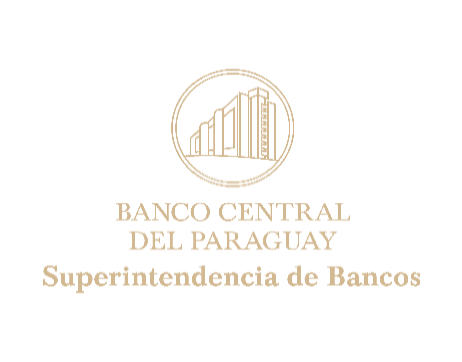 BANCO CENTRAL
DEL PARAGUAY
Superintendencia de Bancos